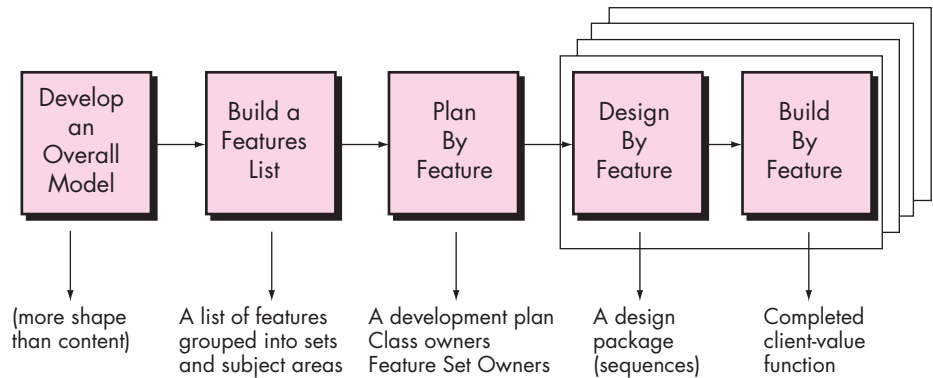 Develop
an
Overall
Model
Build a
Features
List
Plan
By
Feature
Design
By
Feature
Build
By
Feature
(more shape
than content)
A list of features
grouped into sets
and subject areas
A development plan
Class owners
Feature Set Owners
A design
package
(sequences)
Completed
client-value
function